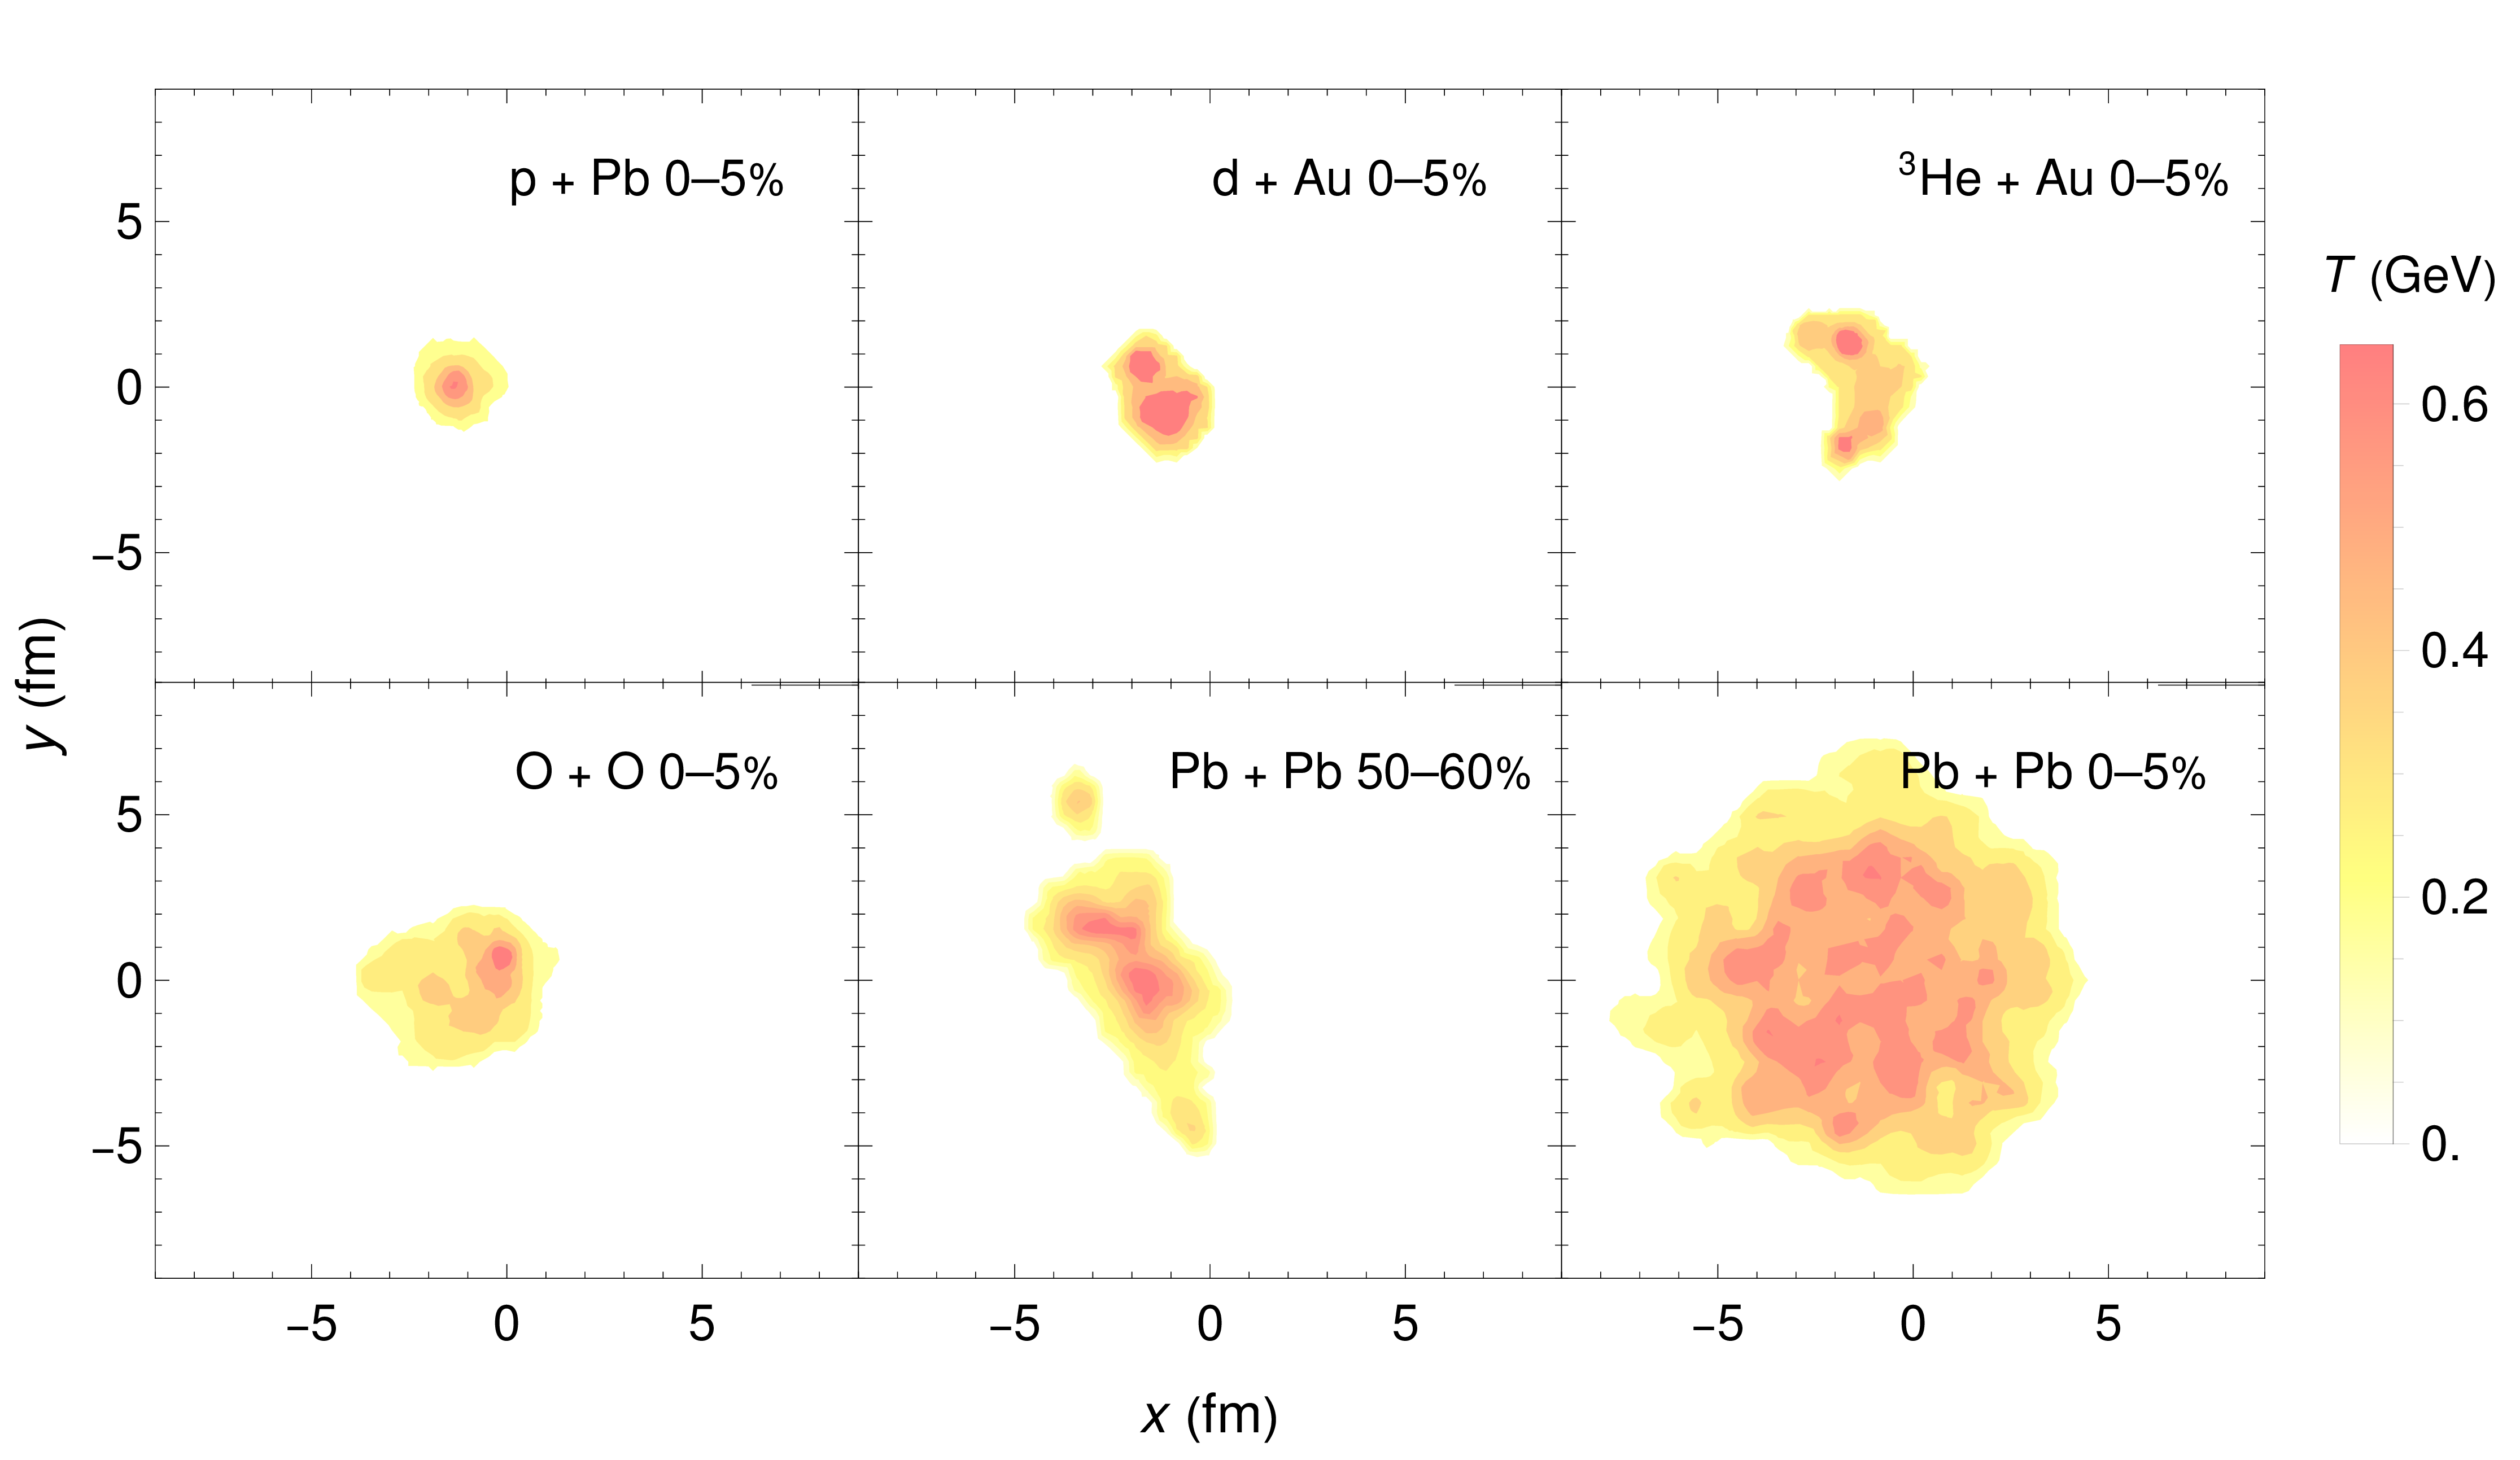 p + Pb 0–5%
d + Au 0–5%
³He + Au 0–5%
5
0
−5
O + O 0–5%
Pb + Pb 50–60%
Pb + Pb 0–5%
5
0
−5
−5 0 5
−5 0 5
−5 0 5
x (fm)
y (fm)
T (GeV)
0.6
0.4
0.2
0.